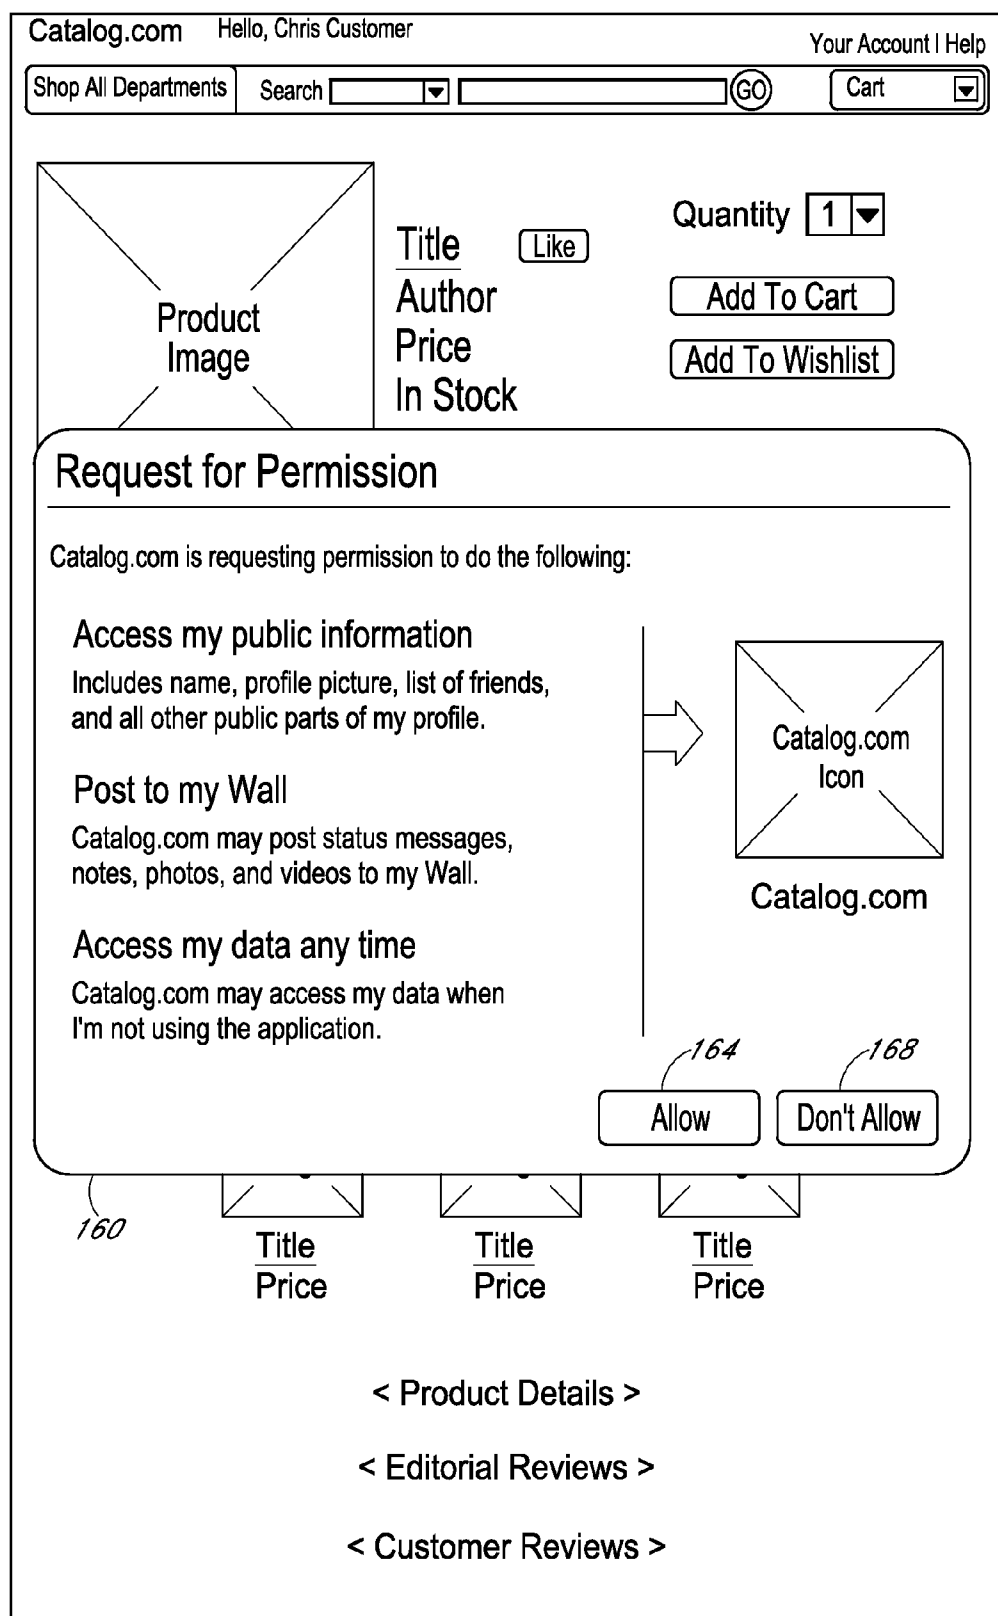 Catalog.com Hello, Chris Customer
Your Account | Help
Shop All Departments Search GO Cart
Product
Image
Title Like
Author
Price
In Stock
Quantity 1
Add To Cart
Add To Wishlist
Request for Permission
Catalog.com is requesting permission to do the following:
Access my public information
Includes name, profile picture, list of friends,
and all other public parts of my profile.
Post to my Wall
Catalog.com may post status messages,
notes, photos, and videos to my Wall.
Access my data any time
Catalog.com may access my data when
I'm not using the application.
Catalog.com
Icon
Catalog.com
164 168
Allow Don't Allow
160
Title Title Title
Price Price Price
< Product Details >
< Editorial Reviews >
< Customer Reviews >